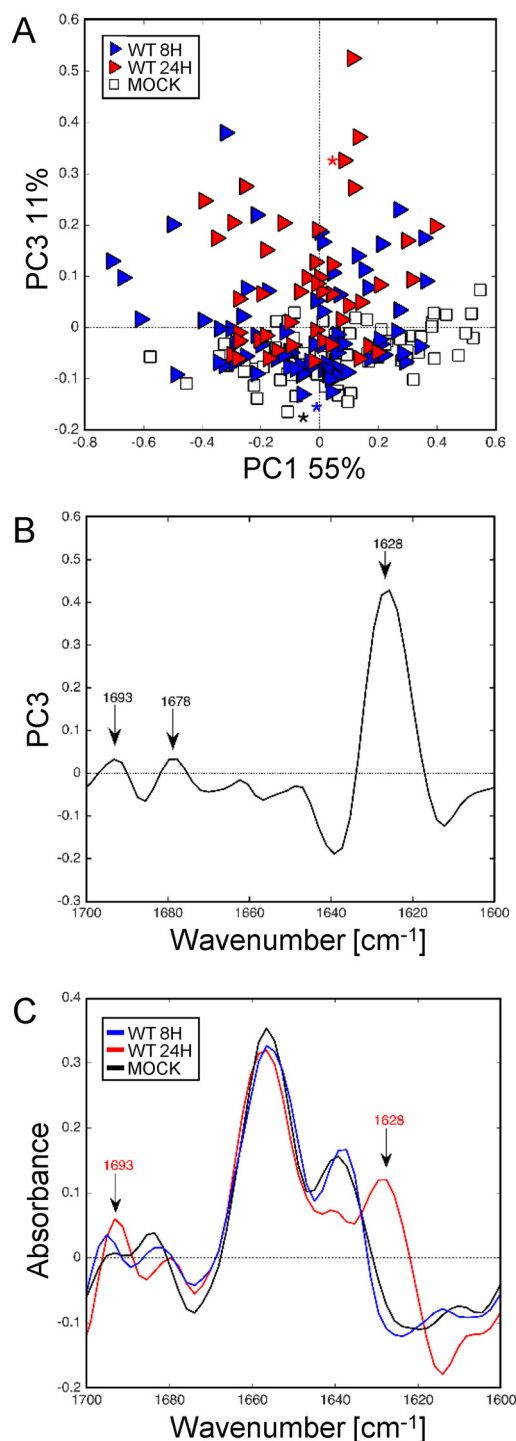 A
WT 8H
WT 24H
MOCK
0.6
0.5
0.4
0.3
0.2
0.1
0
-0.1
-0.2
PC3 11%
*
* *
-0.8 -0.6 -0.4 -0.2 0 0.2 0.4 0.6
PC1 55%
B
0.6
0.5
0.4
0.3
0.2
0.1
0
-0.1
-0.2
-0.3
PC3
1628
1693 1678
1700 1680 1660 1640 1620 1600
Wavenumber [cm-1]
C
WT 8H
WT 24H
MOCK
0.4
0.3
0.2
0.1
0
-0.1
-0.2
Absorbance
1628
1693
1700 1680 1660 1640 1620 1600
Wavenumber [cm-1]